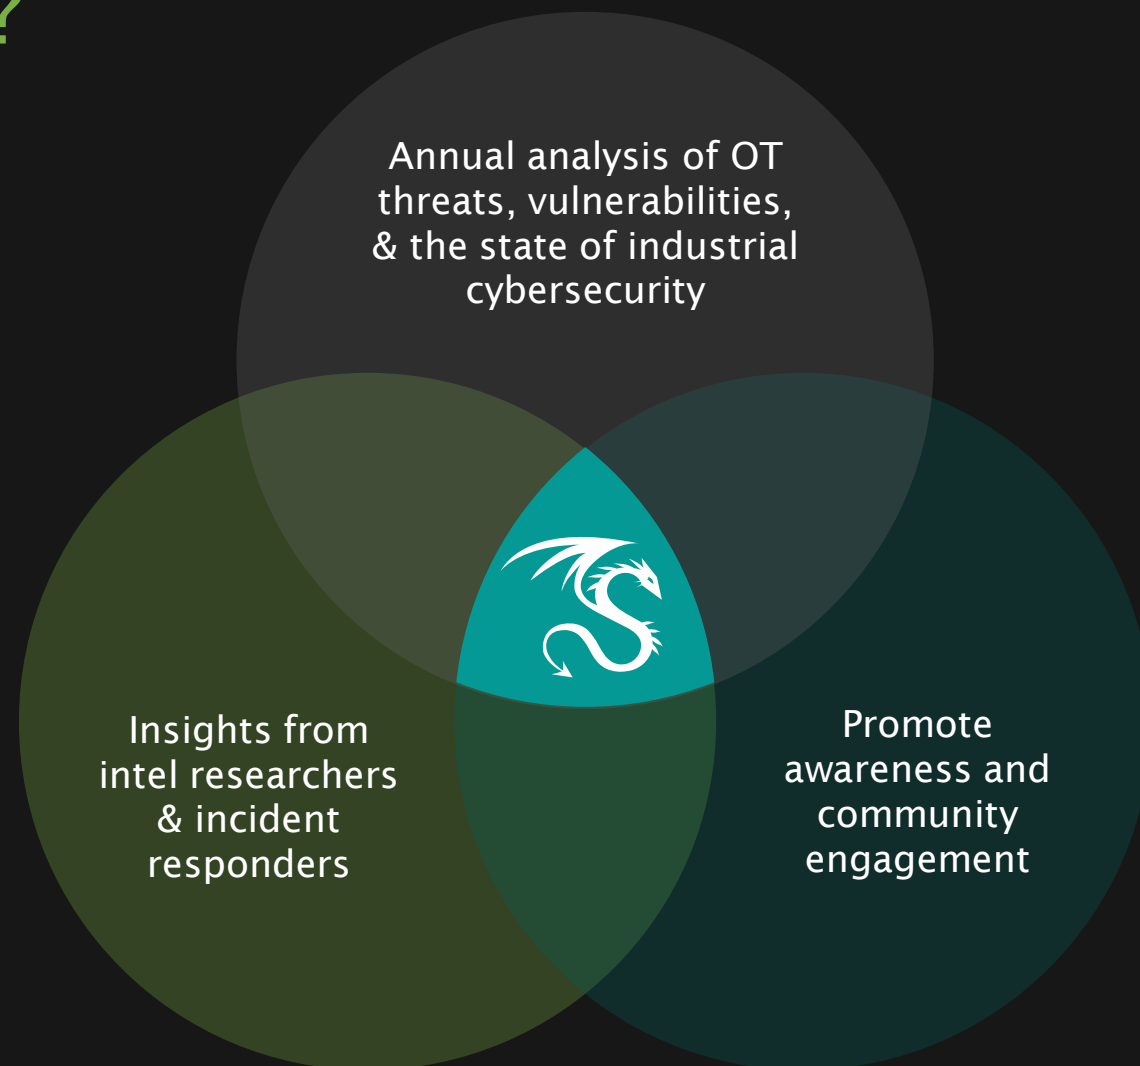 ?
Annual analysis of OT
threats, vulnerabilities,
& the state of industrial
cybersecurity
Insights from
intel researchers
& incident
responders
Promote
awareness and
community
engagement